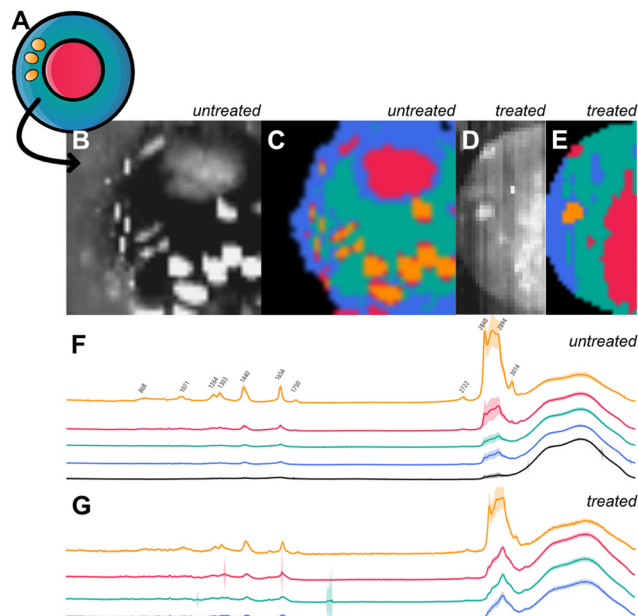 A
untreated
untreated
treated
treated
B
C
D
E
F
untreated
868
1071
1264
1303
1440
1656
1750
2722
2848
2894
3014
G
treated